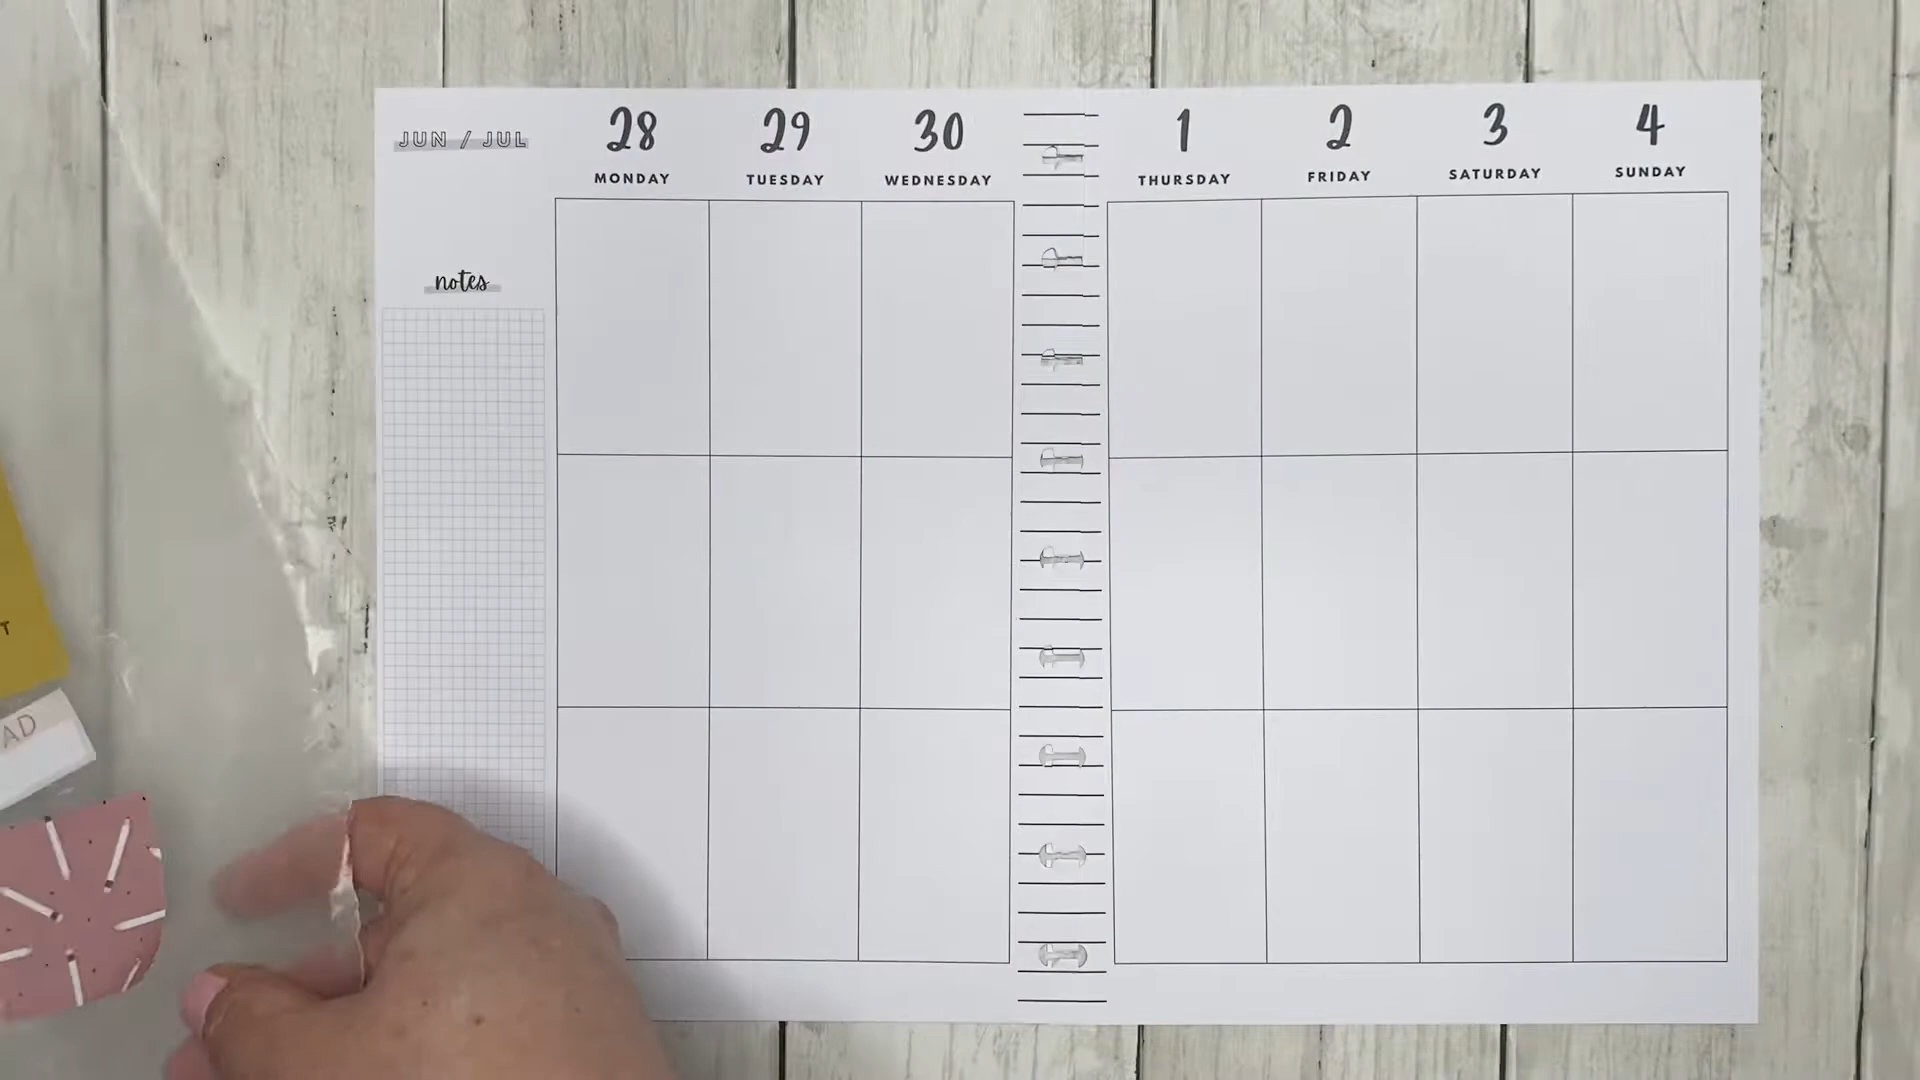 JUN / JUL
28
29
30
1
2
3
4
MONDAY
TUESDAY
WEDNESDAY
THURSDAY
FRIDAY
SATURDAY
SUNDAY
notes
T
AD